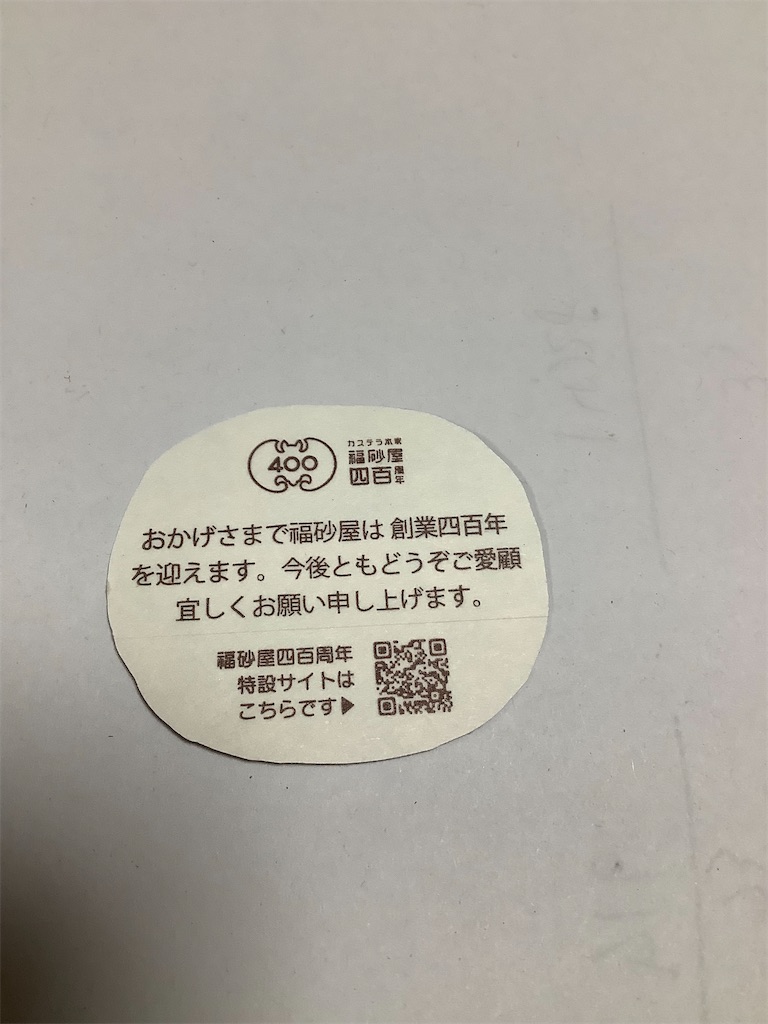 400
カステラ本家
福砂屋
四百周年
おかげさまで福砂屋は 創業四百年
を迎えます。今後ともどうぞご愛顧
宜しくお願い申し上げます。
福砂屋四百周年
特設サイトは
こちらです▶